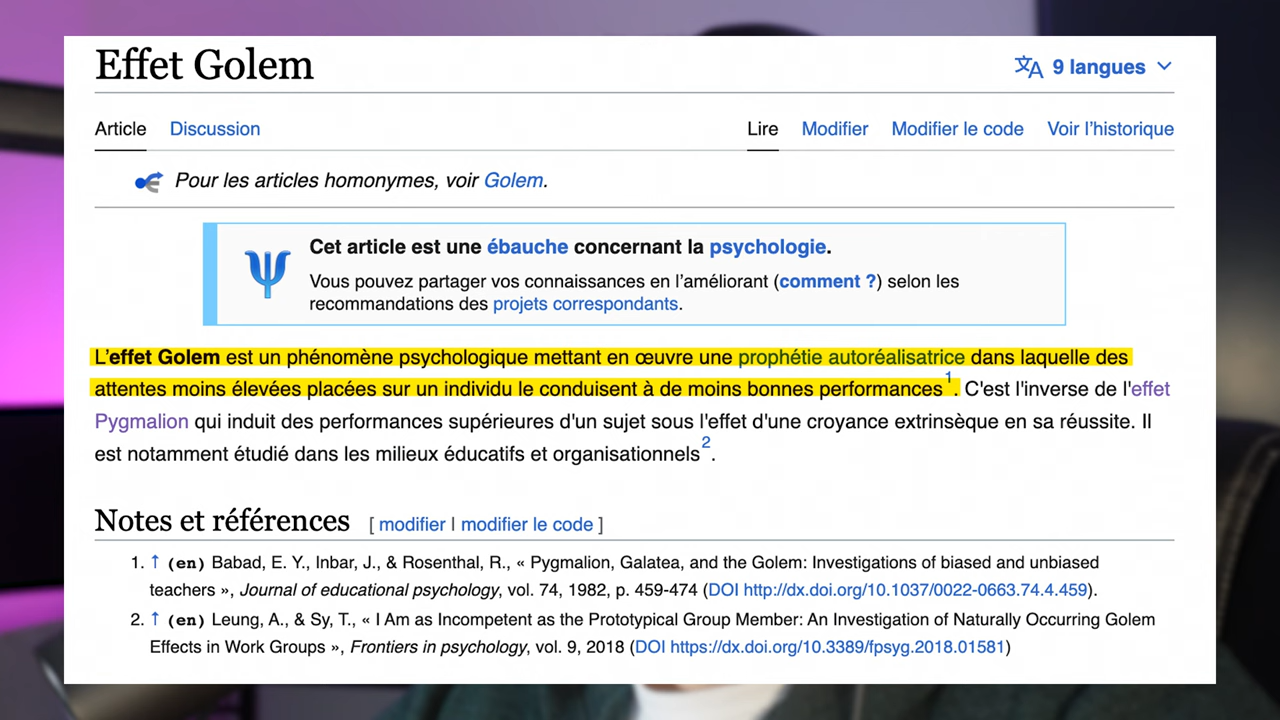 Effet Golem
9 langues
Article Discussion Lire Modifier Modifier le code Voir l'historique
Pour les articles homonymes, voir Golem.
Cet article est une ébauche concernant la psychologie.
Vous pouvez partager vos connaissances en l'améliorant (comment ?) selon les
recommandations des projets correspondants.
L'effet Golem est un phénomène psychologique mettant en œuvre une prophétie autoréalisatrice dans laquelle des
attentes moins élevées placées sur un individu le conduisent à de moins bonnes performances1. C'est l'inverse de l'effet
Pygmalion qui induit des performances supérieures d'un sujet sous l'effet d'une croyance extrinsèque en sa réussite. Il
est notamment étudié dans les milieux éducatifs et organisationnels2.
Notes et références [ modifier | modifier le code ]
1. ↑ (en) Babad, E. Y., Inbar, J., & Rosenthal, R., « Pygmalion, Galatea, and the Golem: Investigations of biased and unbiased
teachers », Journal of educational psychology, vol. 74, 1982, p. 459-474 (DOI http://dx.doi.org/10.1037/0022-0663.74.4.459).
2. ↑ (en) Leung, A., & Sy, T., « I Am as Incompetent as the Prototypical Group Member: An Investigation of Naturally Occurring Golem
Effects in Work Groups », Frontiers in psychology, vol. 9, 2018 (DOI https://dx.doi.org/10.3389/fpsyg.2018.01581)